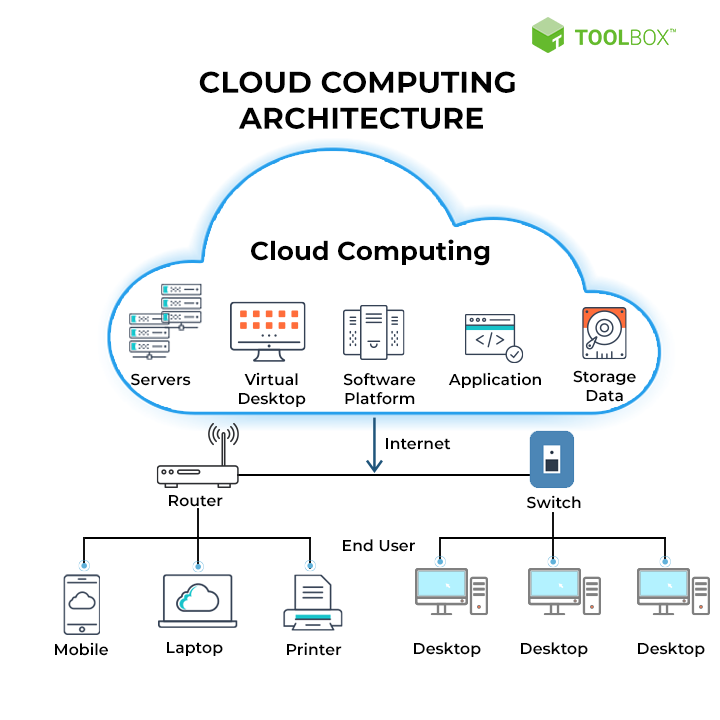 TOOLBOX™
CLOUD COMPUTING
ARCHITECTURE
Cloud Computing
Servers
Virtual
Desktop
Software
Platform
</>
Application
Storage
Data
Internet
Router
Switch
End User
Mobile
Laptop
Printer
Desktop
Desktop
Desktop